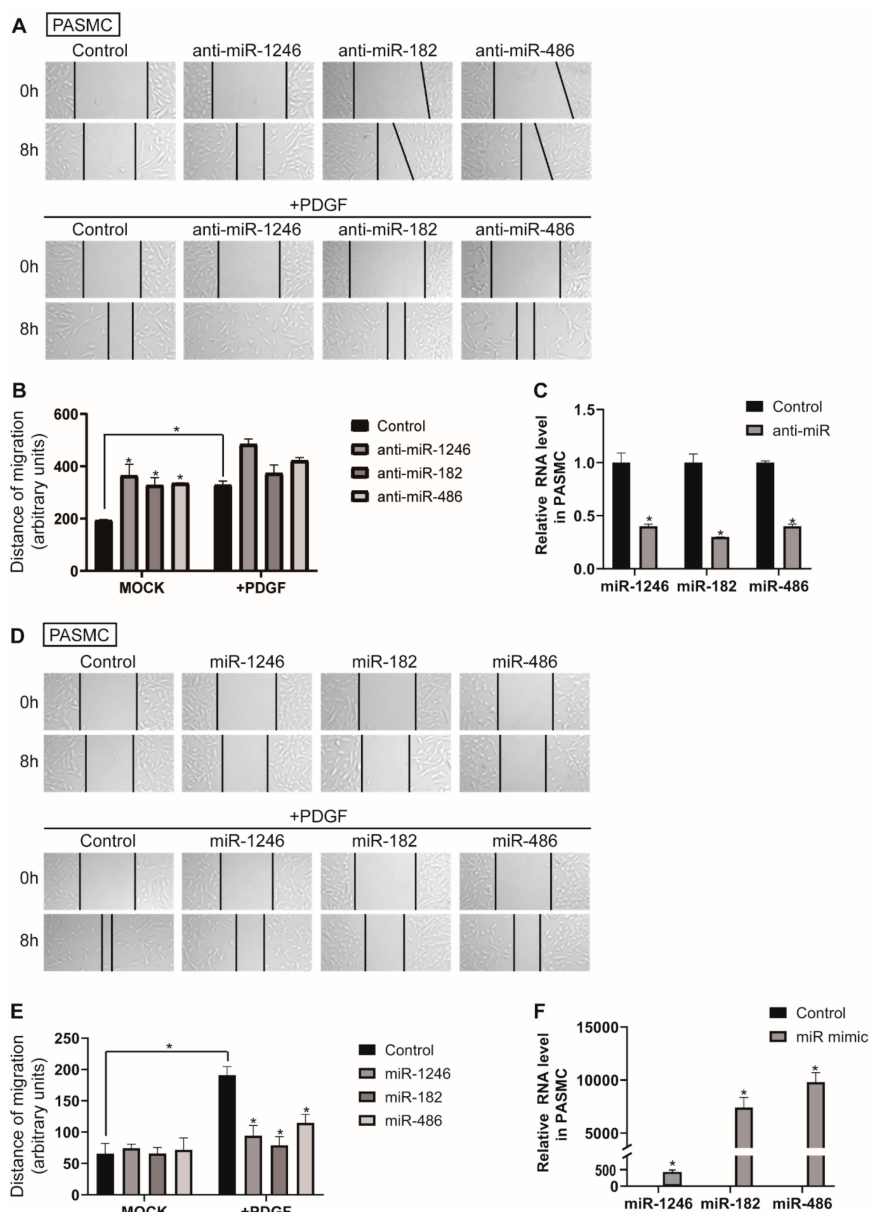 A PASMC
Control anti-miR-1246 anti-miR-182 anti-miR-486
0h
8h
+PDGF
Control anti-miR-1246 anti-miR-182 anti-miR-486
0h
8h
B
Distance of migration
(arbitrary units)
600
400
200
0
*
* * *
MOCK +PDGF
Control
anti-miR-1246
anti-miR-182
anti-miR-486
C
Relative RNA level
in PASMC
1.5
1.0
0.5
0.0
* * *
miR-1246 miR-182 miR-486
Control
anti-miR
D PASMC
Control miR-1246 miR-182 miR-486
0h
8h
+PDGF
Control miR-1246 miR-182 miR-486
0h
8h
E
Distance of migration
(arbitrary units)
250
200
150
100
50
0
*
* * *
MOCK +PDGF
Control
miR-1246
miR-182
miR-486
F
Relative RNA level
in PASMC
15000
10000
5000
500
0
* * *
miR-1246 miR-182 miR-486
Control
miR mimic